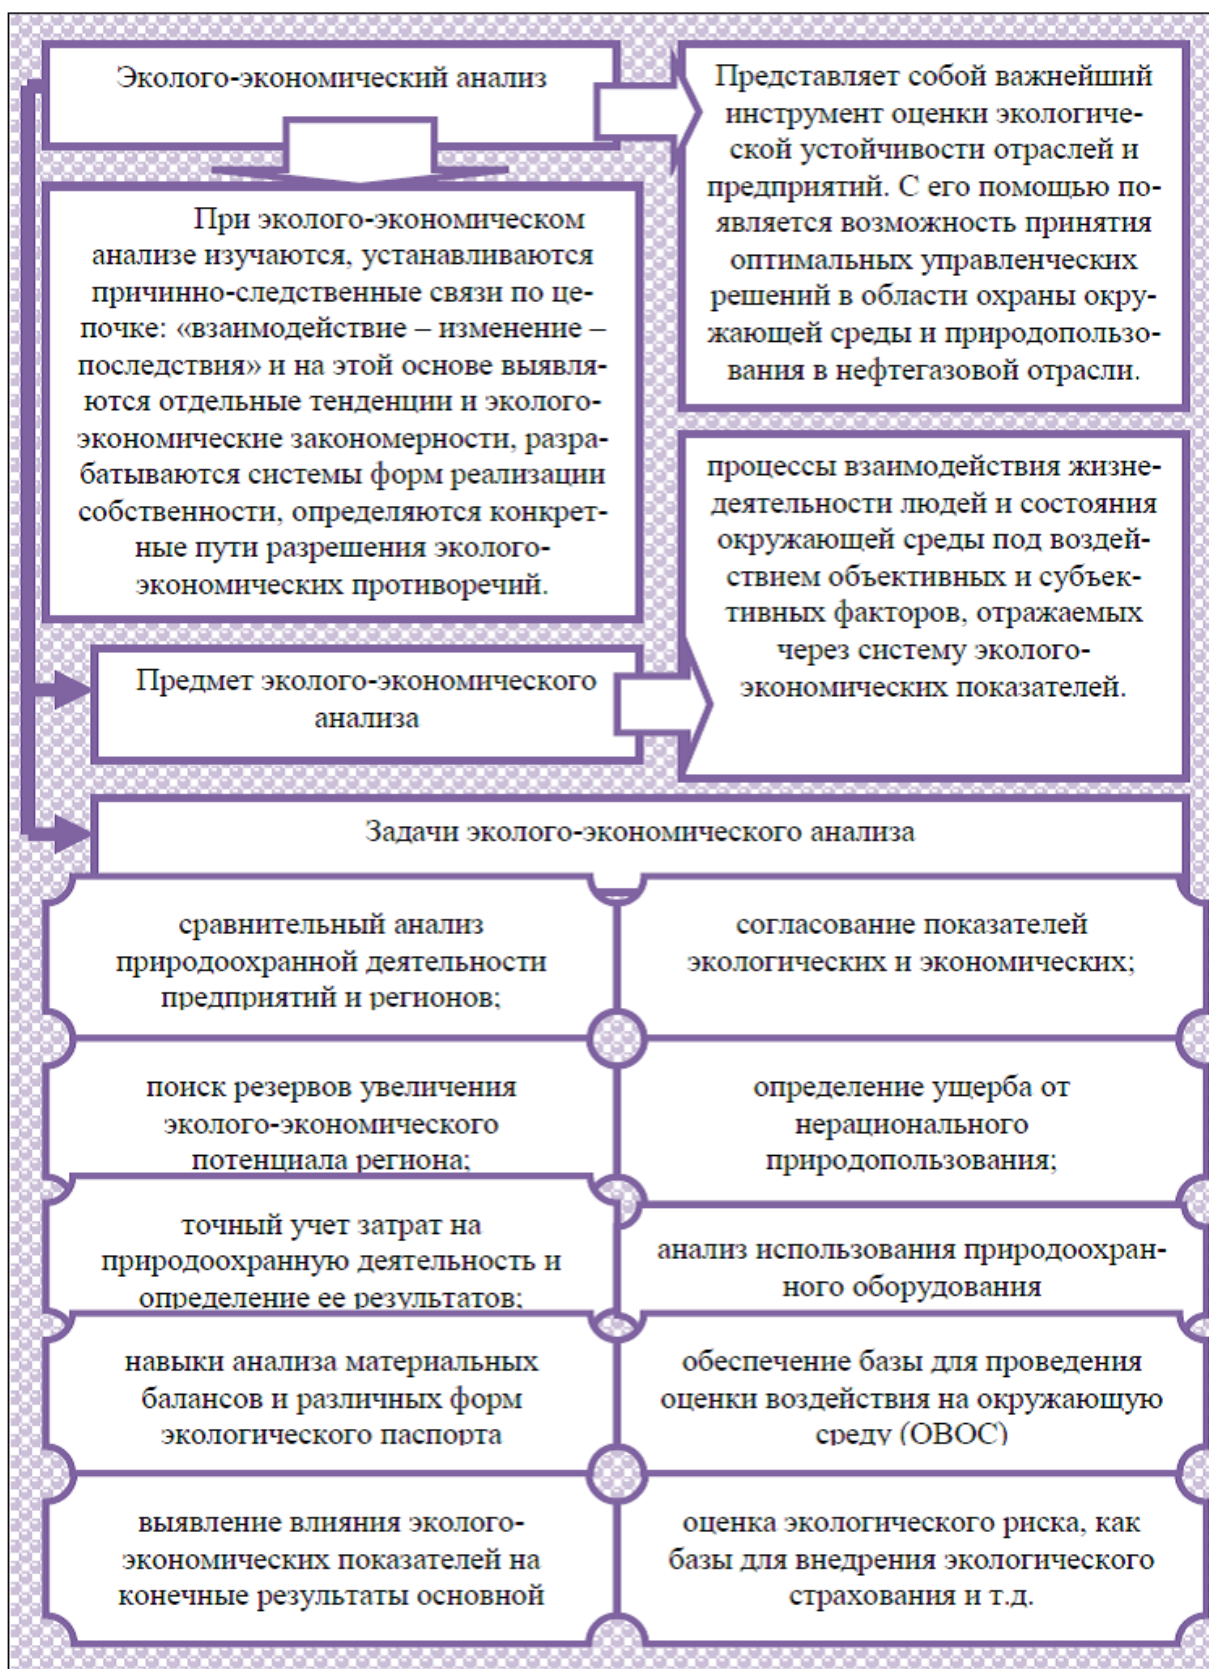 Эколого-экономический анализ
Представляет собой важнейший
инструмент оценки экологиче-
ской устойчивости отраслей и
предприятий. С его помощью по-
является возможность принятия
оптимальных управленческих
решений в области охраны окру-
жающей среды и природопользо-
вания в нефтегазовой отрасли.
При эколого-экономическом
анализе изучаются, устанавливаются
причинно-следственные связи по це-
почке: «взаимодействие – изменение –
последствия» и на этой основе выявля-
ются отдельные тенденции и эколого-
экономические закономерности, разра-
батываются системы форм реализации
собственности, определяются конкрет-
ные пути разрешения эколого-
экономических противоречий.
Предмет эколого-экономического
анализа
процессы взаимодействия жизне-
деятельности людей и состояния
окружающей среды под воздей-
ствием объективных и субъек-
тивных факторов, отражаемых
через систему эколого-
экономических показателей.
Задачи эколого-экономического анализа
сравнительный анализ
природоохранной деятельности
предприятий и регионов;
согласование показателей
экологических и экономических;
поиск резервов увеличения
эколого-экономического
потенциала региона;
определение ущерба от
нерационального
природопользования;
точный учет затрат на
природоохранную деятельность и
определение ее результатов;
анализ использования природоохран-
ного оборудования
навыки анализа материальных
балансов и различных форм
экологического паспорта
обеспечение базы для проведения
оценки воздействия на окружающую
среду (ОВОС)
выявление влияния эколого-
экономических показателей на
конечные результаты основной
оценка экологического риска, как
базы для внедрения экологического
страхования и т.д.